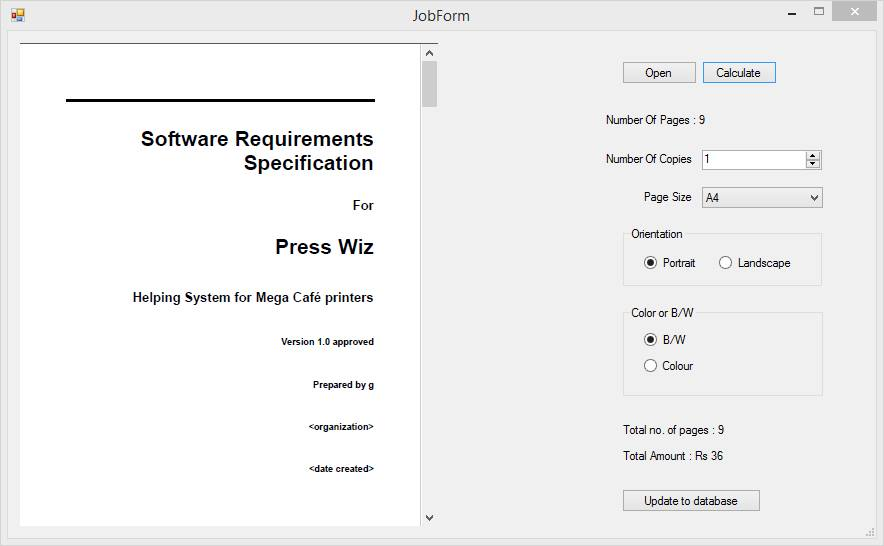 JobForm
Software Requirements
Specification
For
Press Wiz
Helping System for Mega Café printers
Version 1.0 approved
Prepared by g
<organization>
<date created>
Open
Calculate
Number Of Pages : 9
Number Of Copies
1
Page Size
A4
Orientation
Portrait
Landscape
Color or B/W
B/W
Colour
Total no. of pages : 9
Total Amount : Rs 36
Update to database